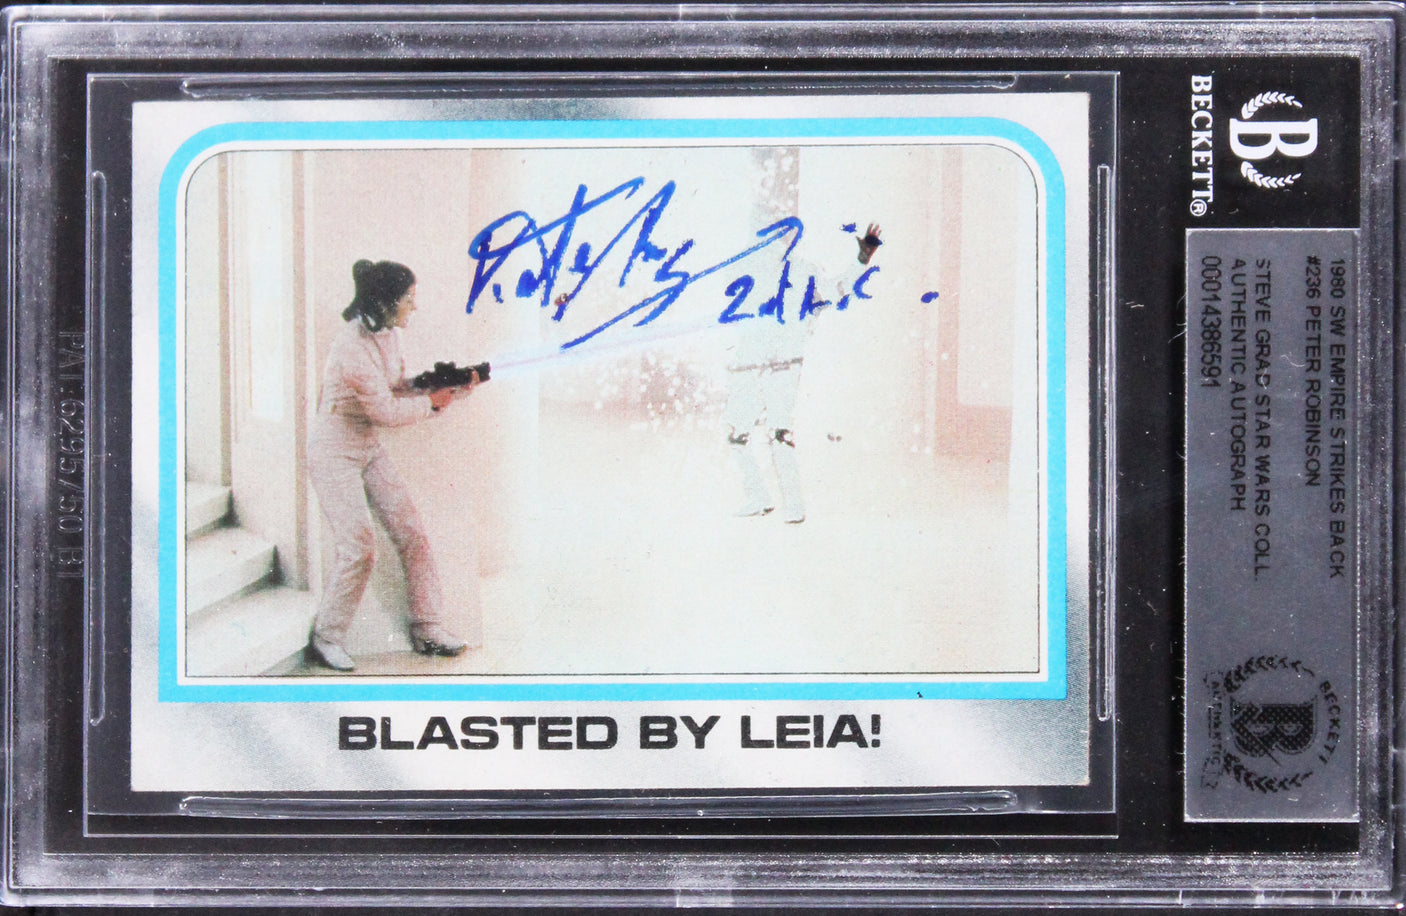 BLASTED BY LEIA!
BECKETT®
B
1980 SW EMPIRE STRIKES BACK
#236 PETER ROBINSON
STEVE GRAD STAR WARS COLL.
AUTHENTIC AUTOGRAPH
00014386591
BECKETT
B